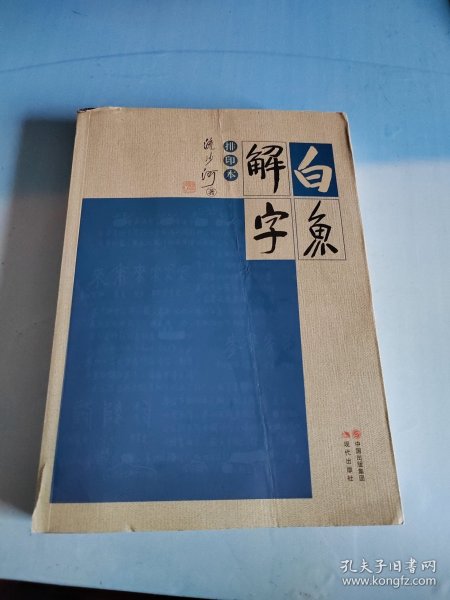 白魚
解字
排印本
流沙河
著
中国出版集团
现代出版社
孔夫子旧书网
www.kongfz.com